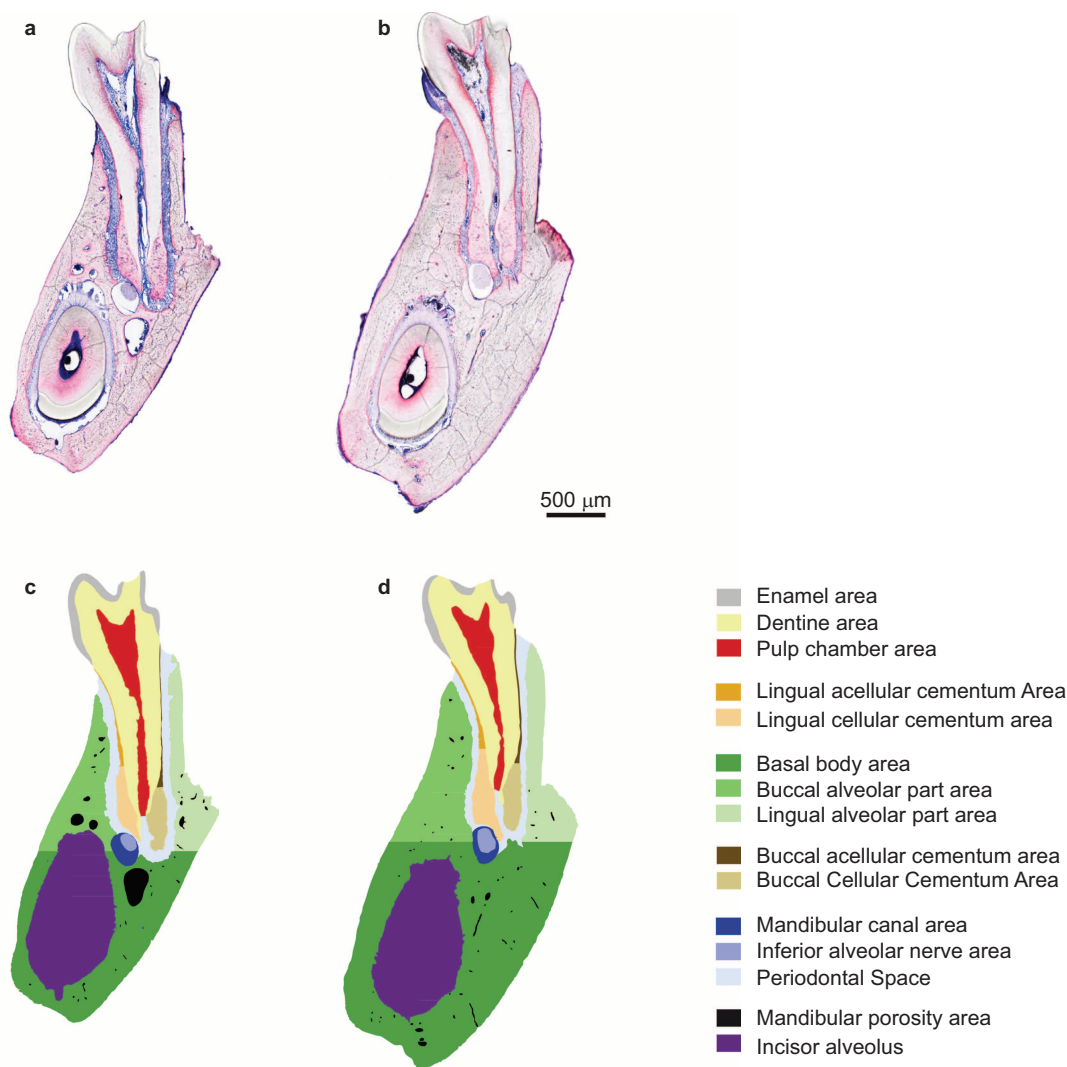 a
b
500 μm
c
d
Enamel area
Dentine area
Pulp chamber area
Lingual acellular cementum Area
Lingual cellular cementum area
Basal body area
Buccal alveolar part area
Lingual alveolar part area
Buccal acellular cementum area
Buccal Cellular Cementum Area
Mandibular canal area
Inferior alveolar nerve area
Periodontal Space
Mandibular porosity area
Incisor alveolus